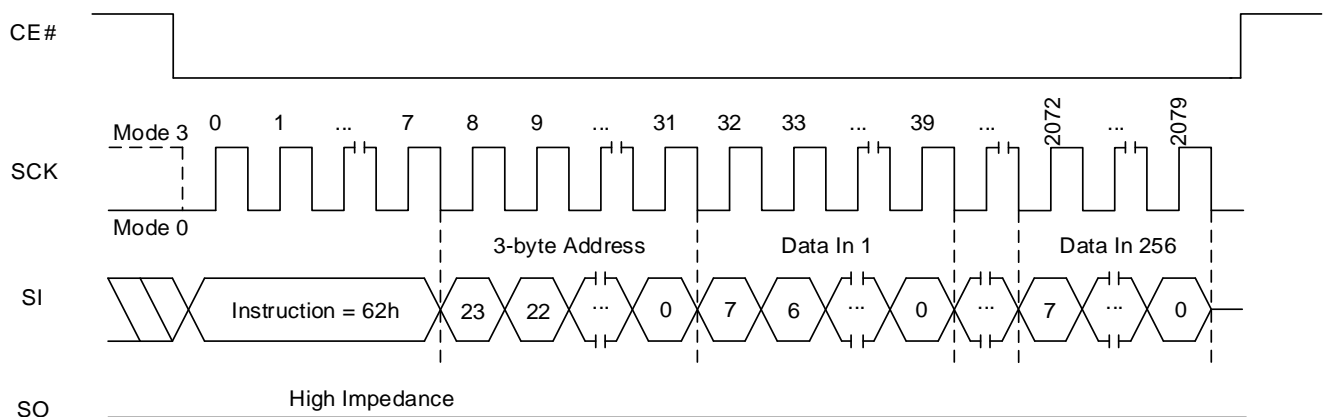 CE#
Mode 3 0 1 ... 7 8 9 ... 31 32 33 ... 39 ... 2072 ... 2079
SCK
Mode 0
3-byte Address Data In 1 Data In 256
SI Instruction = 62h 23 22 ... 0 7 6 ... 0 ... 7 ... 0
High Impedance
SO